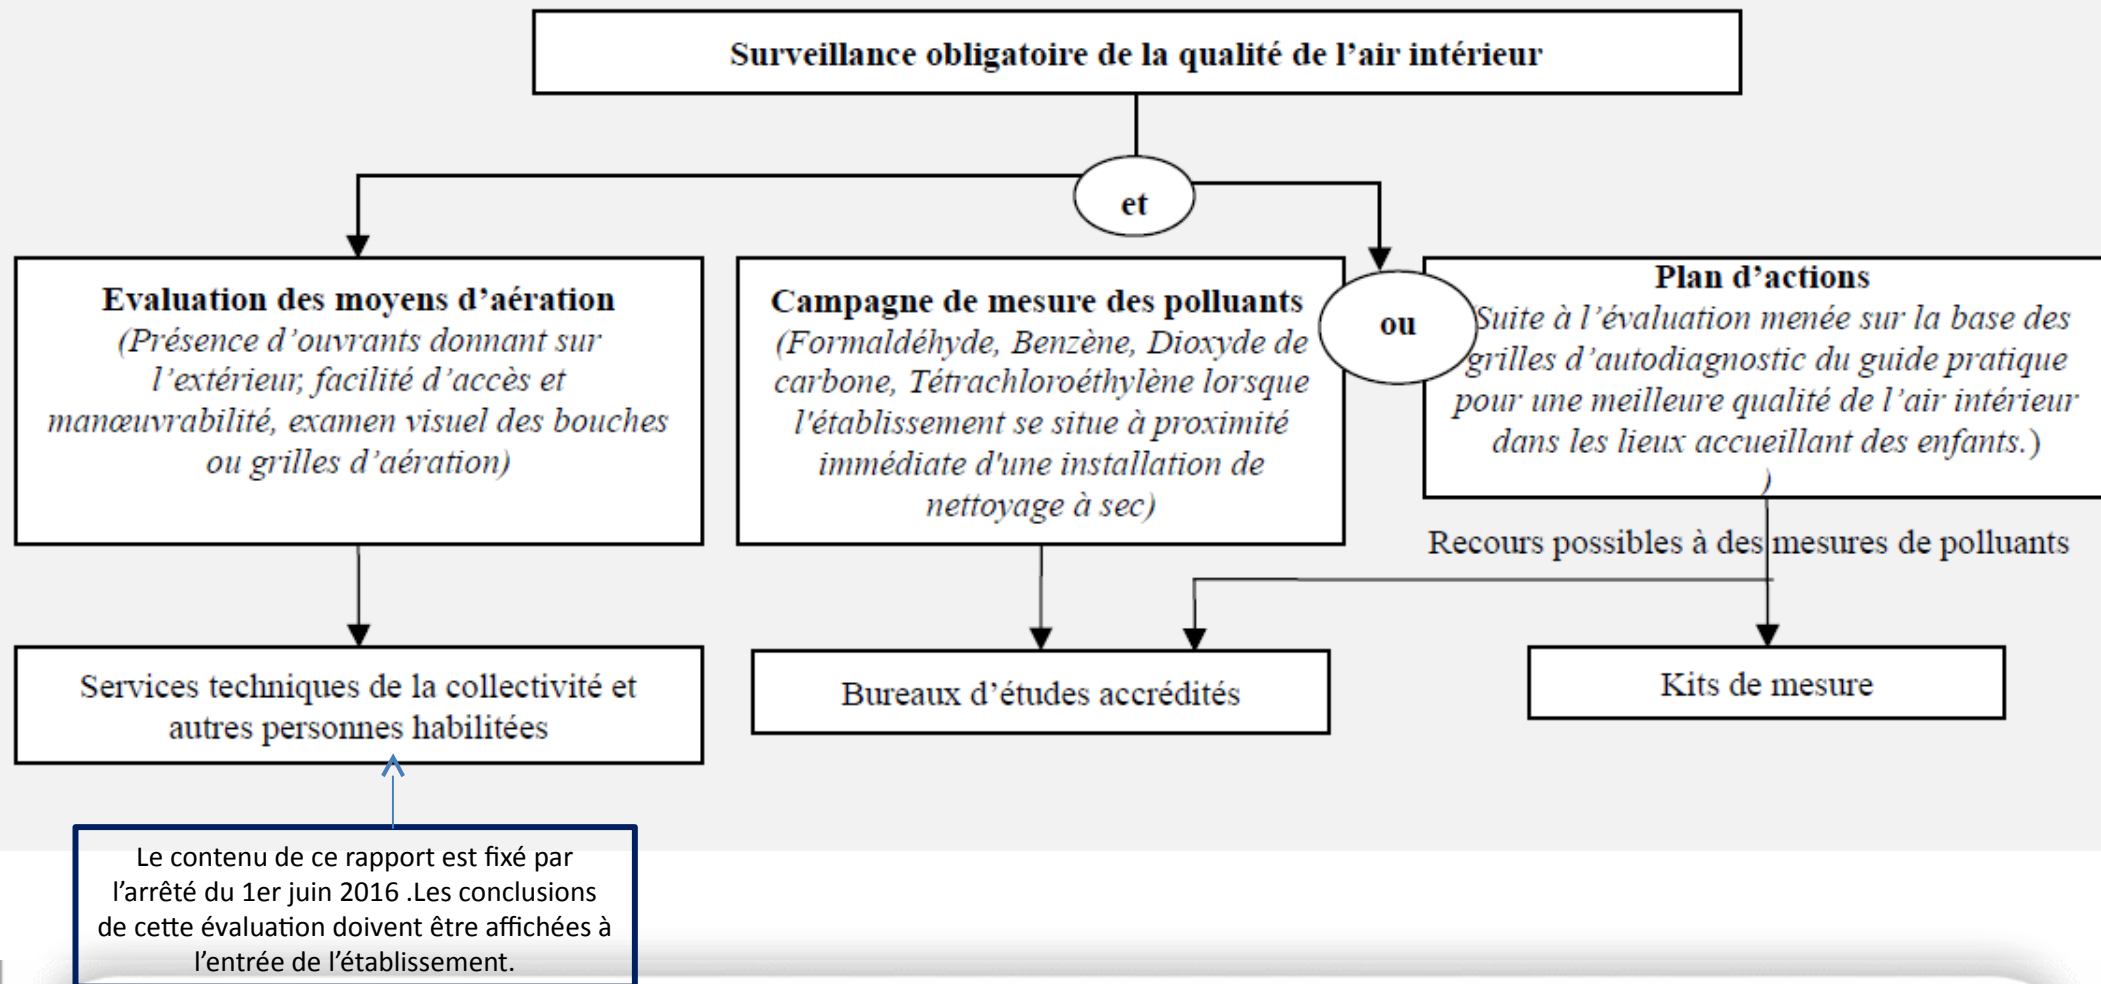 Surveillance obligatoire de la qualité de l’air intérieur
et
Evaluation des moyens d’aération
(Présence d’ouvrants donnant sur
l’extérieur, facilité d’accès et
manœuvrabilité, examen visuel des bouches
ou grilles d’aération)
Campagne de mesure des polluants
(Formaldéhyde, Benzène, Dioxyde de
carbone, Tétrachloroéthylène lorsque
l'établissement se situe à proximité
immédiate d'une installation de
nettoyage à sec)
ou
Plan d’actions
(Suite à l’évaluation menée sur la base des
grilles d’autodiagnostic du guide pratique
pour une meilleure qualité de l’air intérieur
dans les lieux accueillant des enfants.)
)
Recours possibles à des mesures de polluants
Services techniques de la collectivité et
autres personnes habilitées
Bureaux d’études accrédités
Kits de mesure
Le contenu de ce rapport est fixé par
l’arrêté du 1er juin 2016 .Les conclusions
de cette évaluation doivent être affichées à
l’entrée de l’établissement.